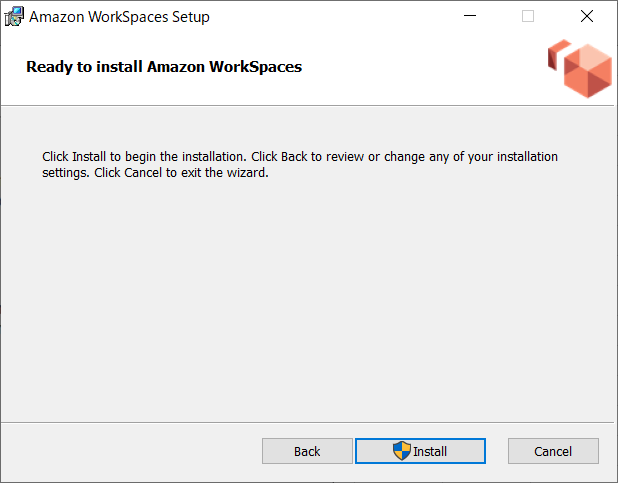 Amazon WorkSpaces Setup
Ready to install Amazon WorkSpaces
Click Install to begin the installation. Click Back to review or change any of your installation
settings. Click Cancel to exit the wizard.
Back Install Cancel